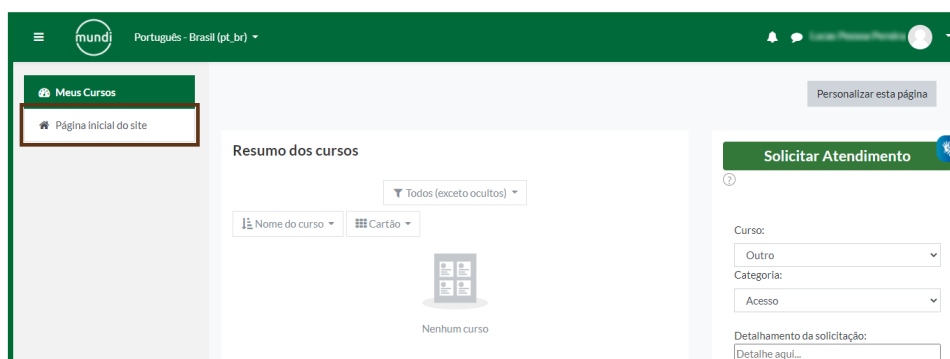 mundi
Português - Brasil (pt_br)
Meus Cursos
Página inicial do site
Personalizar esta página
Resumo dos cursos
Todos (exceto ocultos)
Nome do curso
Cartão
Nenhum curso
Solicitar Atendimento
?
Curso:
Outro
Categoria:
Acesso
Detalhamento da solicitação:
Detalhe aqui...